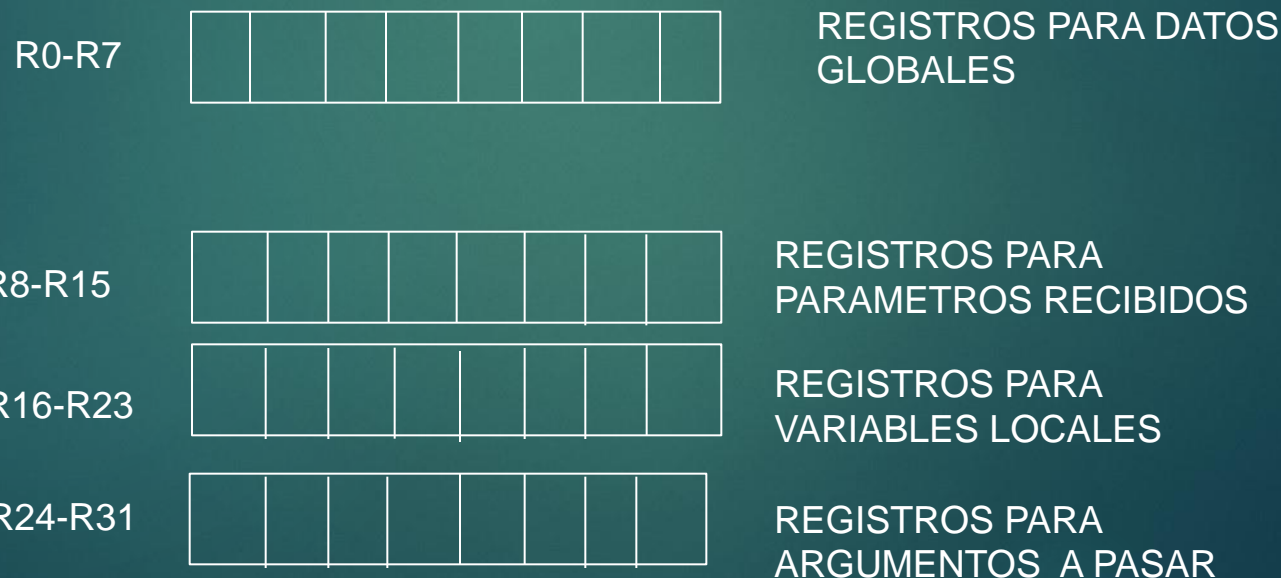 R0-R7
REGISTROS PARA DATOS
GLOBALES
R8-R15
REGISTROS PARA
PARAMETROS RECIBIDOS
R16-R23
REGISTROS PARA
VARIABLES LOCALES
R24-R31
REGISTROS PARA
ARGUMENTOS A PASAR